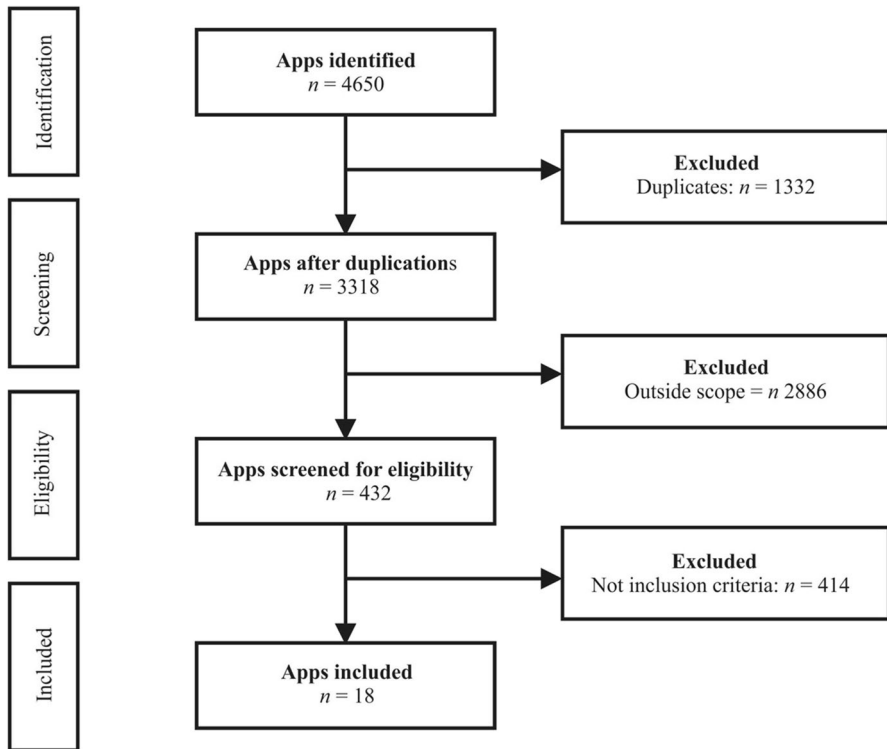 Identification
Apps identified
n = 4650
Excluded
Duplicates: n = 1332
Screening
Apps after duplications
n = 3318
Excluded
Outside scope = n 2886
Eligibility
Apps screened for eligibility
n = 432
Excluded
Not inclusion criteria: n = 414
Included
Apps included
n = 18